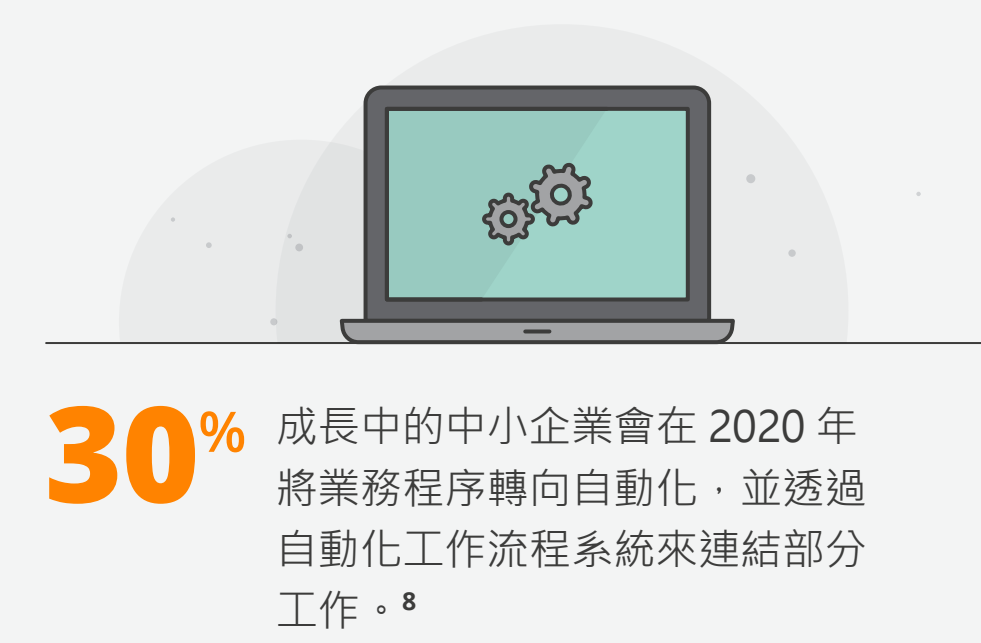 30%
成長中的中小企業會在 2020 年
將業務程序轉向自動化，並透過
自動化工作流程系統來連結部分
工作。8